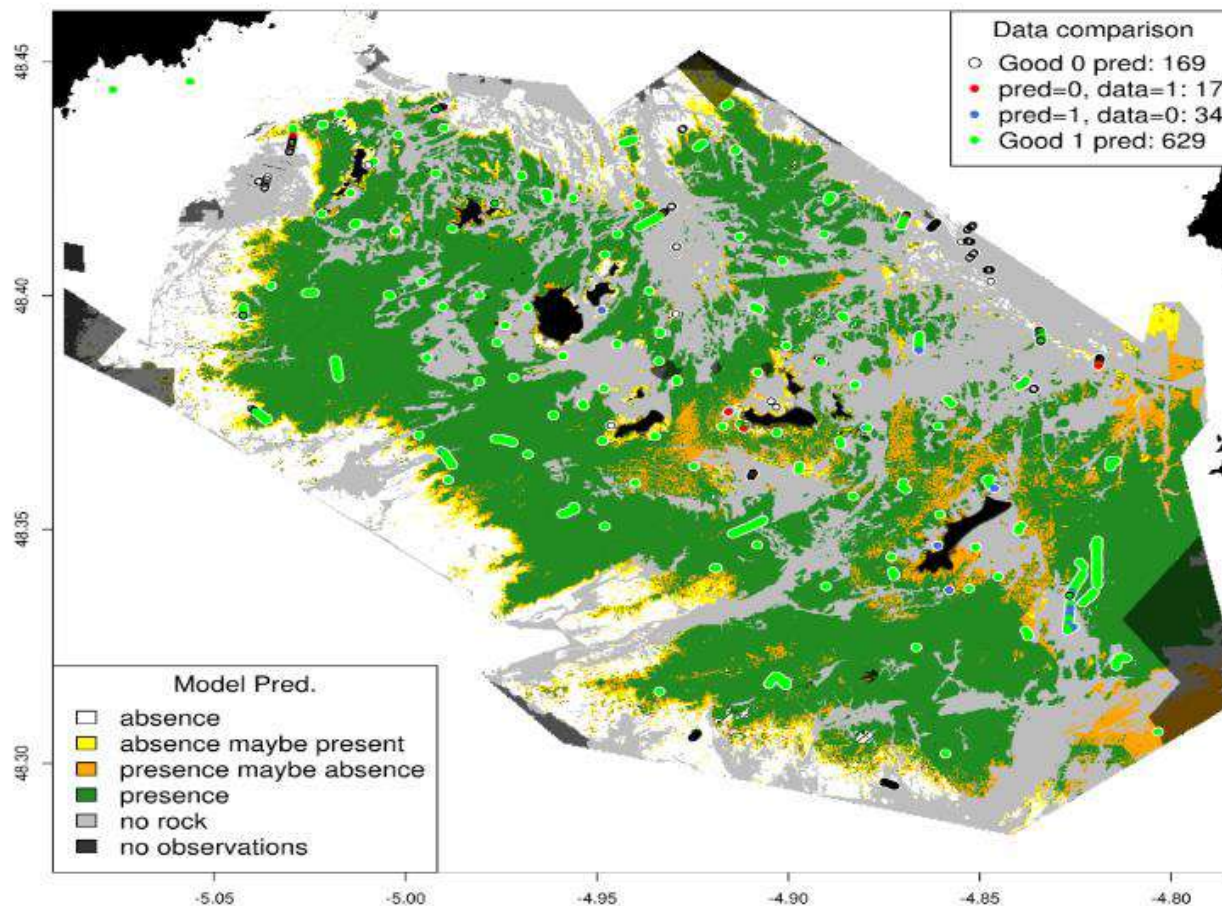 Data comparison
Good 0 pred: 169
pred=0, data=1: 17
pred=1, data=0: 34
Good 1 pred: 629
48.45
48.40
48.35
48.30
Model Pred.
absence
absence maybe present
presence maybe absence
presence
no rock
no observations
-5.05
-5.00
-4.95
-4.90
-4.85
-4.80